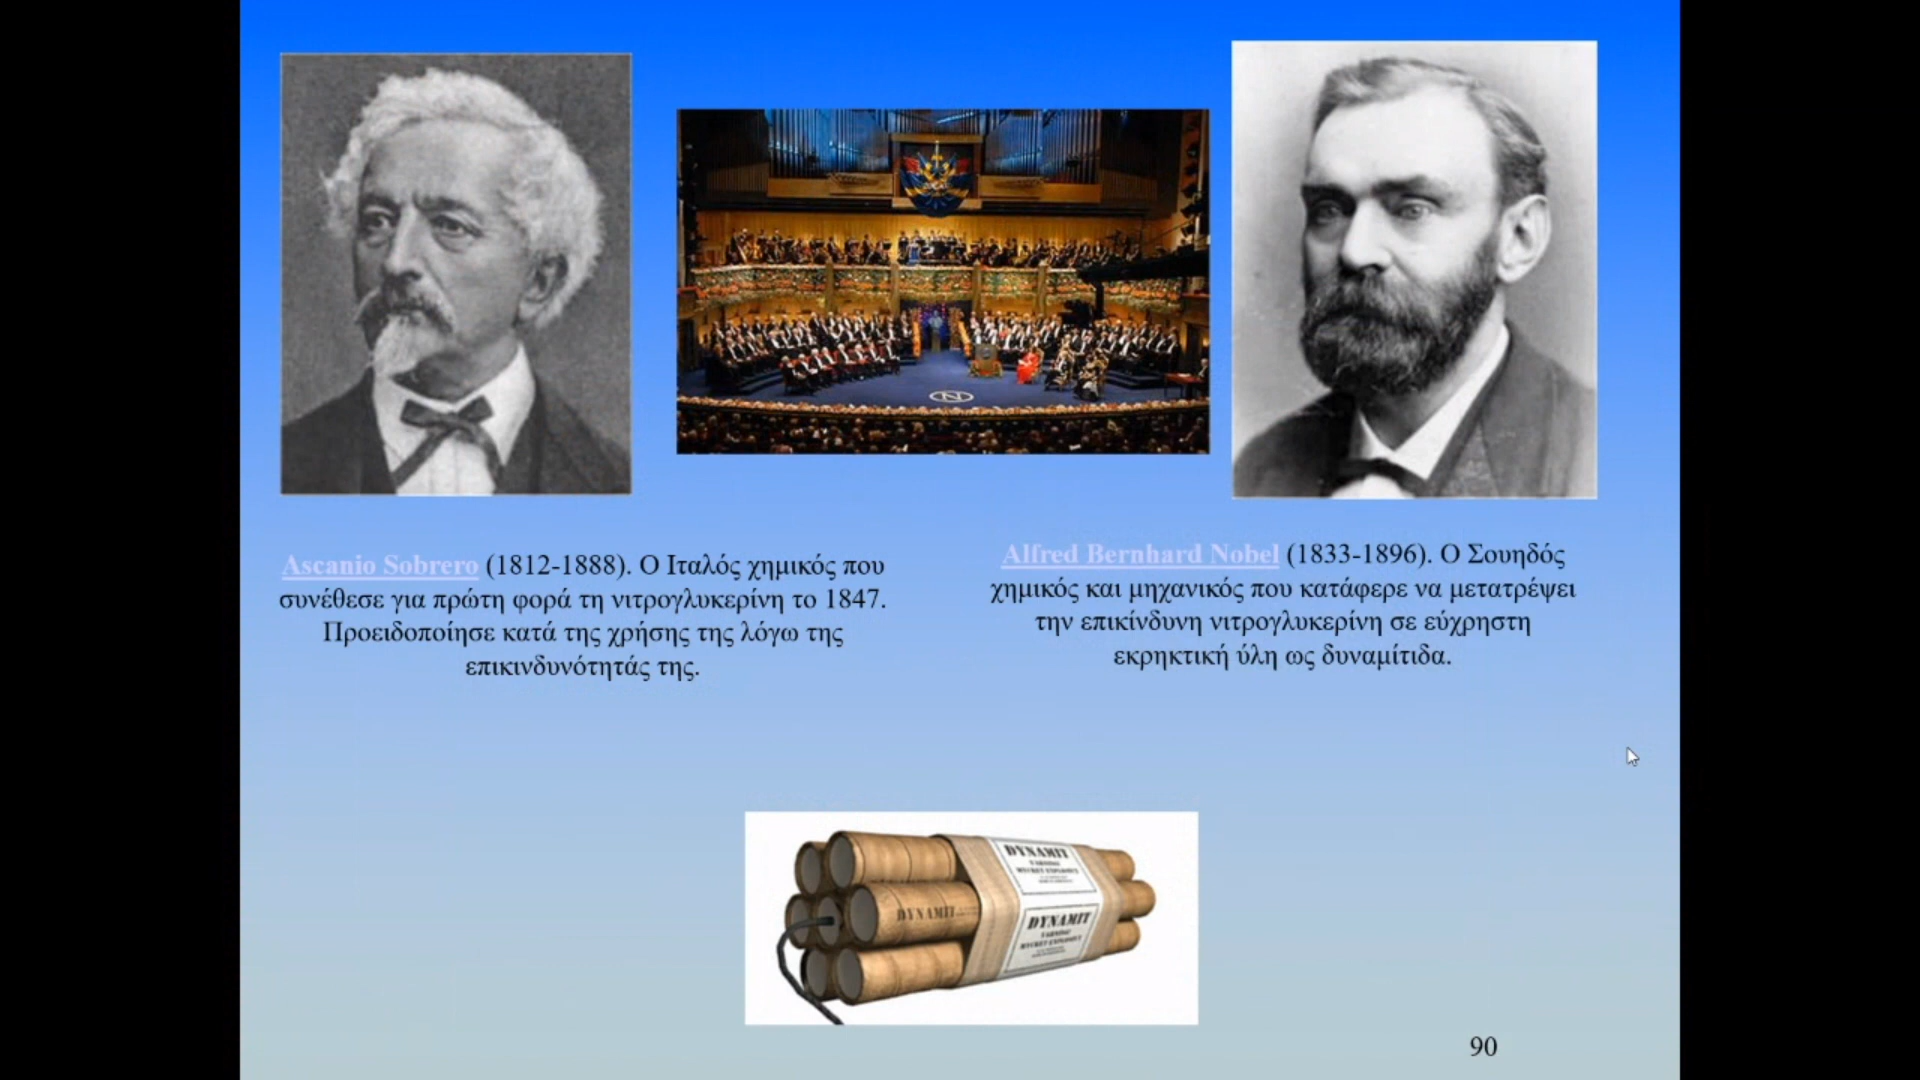 Ascanio Sobrero (1812-1888). Ο Ιταλός χημικός που
συνέθεσε για πρώτη φορά τη νιτρογλυκερίνη το 1847.
Προειδοποίησε κατά της χρήσης της λόγω της
επικινδυνότητάς της.
Alfred Bernhard Nobel (1833-1896). Ο Σουηδός
χημικός και μηχανικός που κατάφερε να μετατρέψει
την επικίνδυνη νιτρογλυκερίνη σε εύχρηστη
εκρηκτική ύλη ως δυναμίτιδα.
DYNAMIT
DYNAMIT
DYNAMIT
90